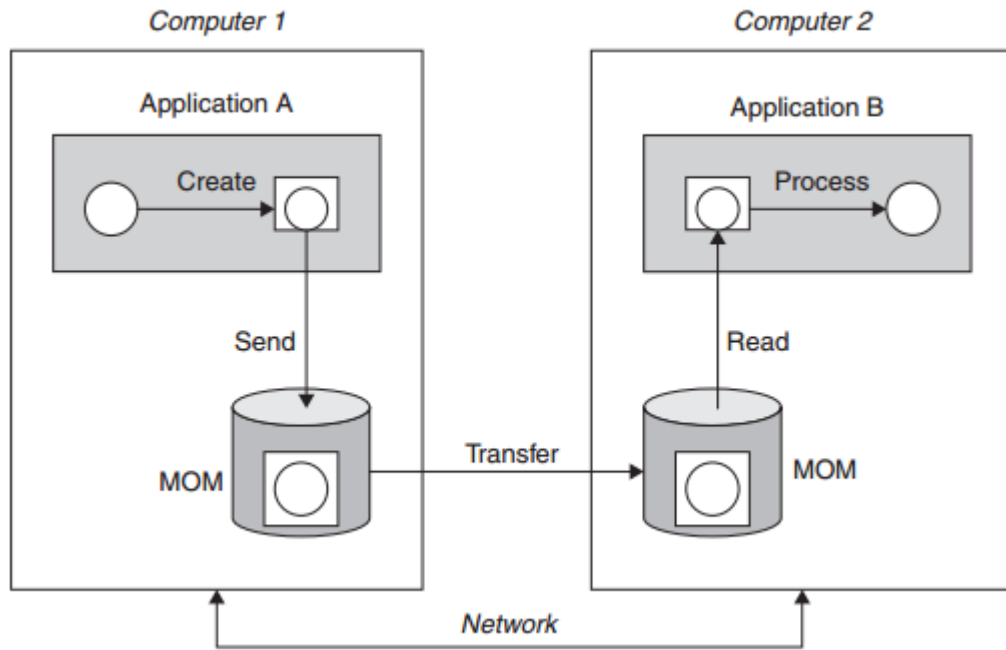 Computer 1
Computer 2
Application A
Application B
Create
Process
Send
Read
MOM
Transfer
MOM
Network